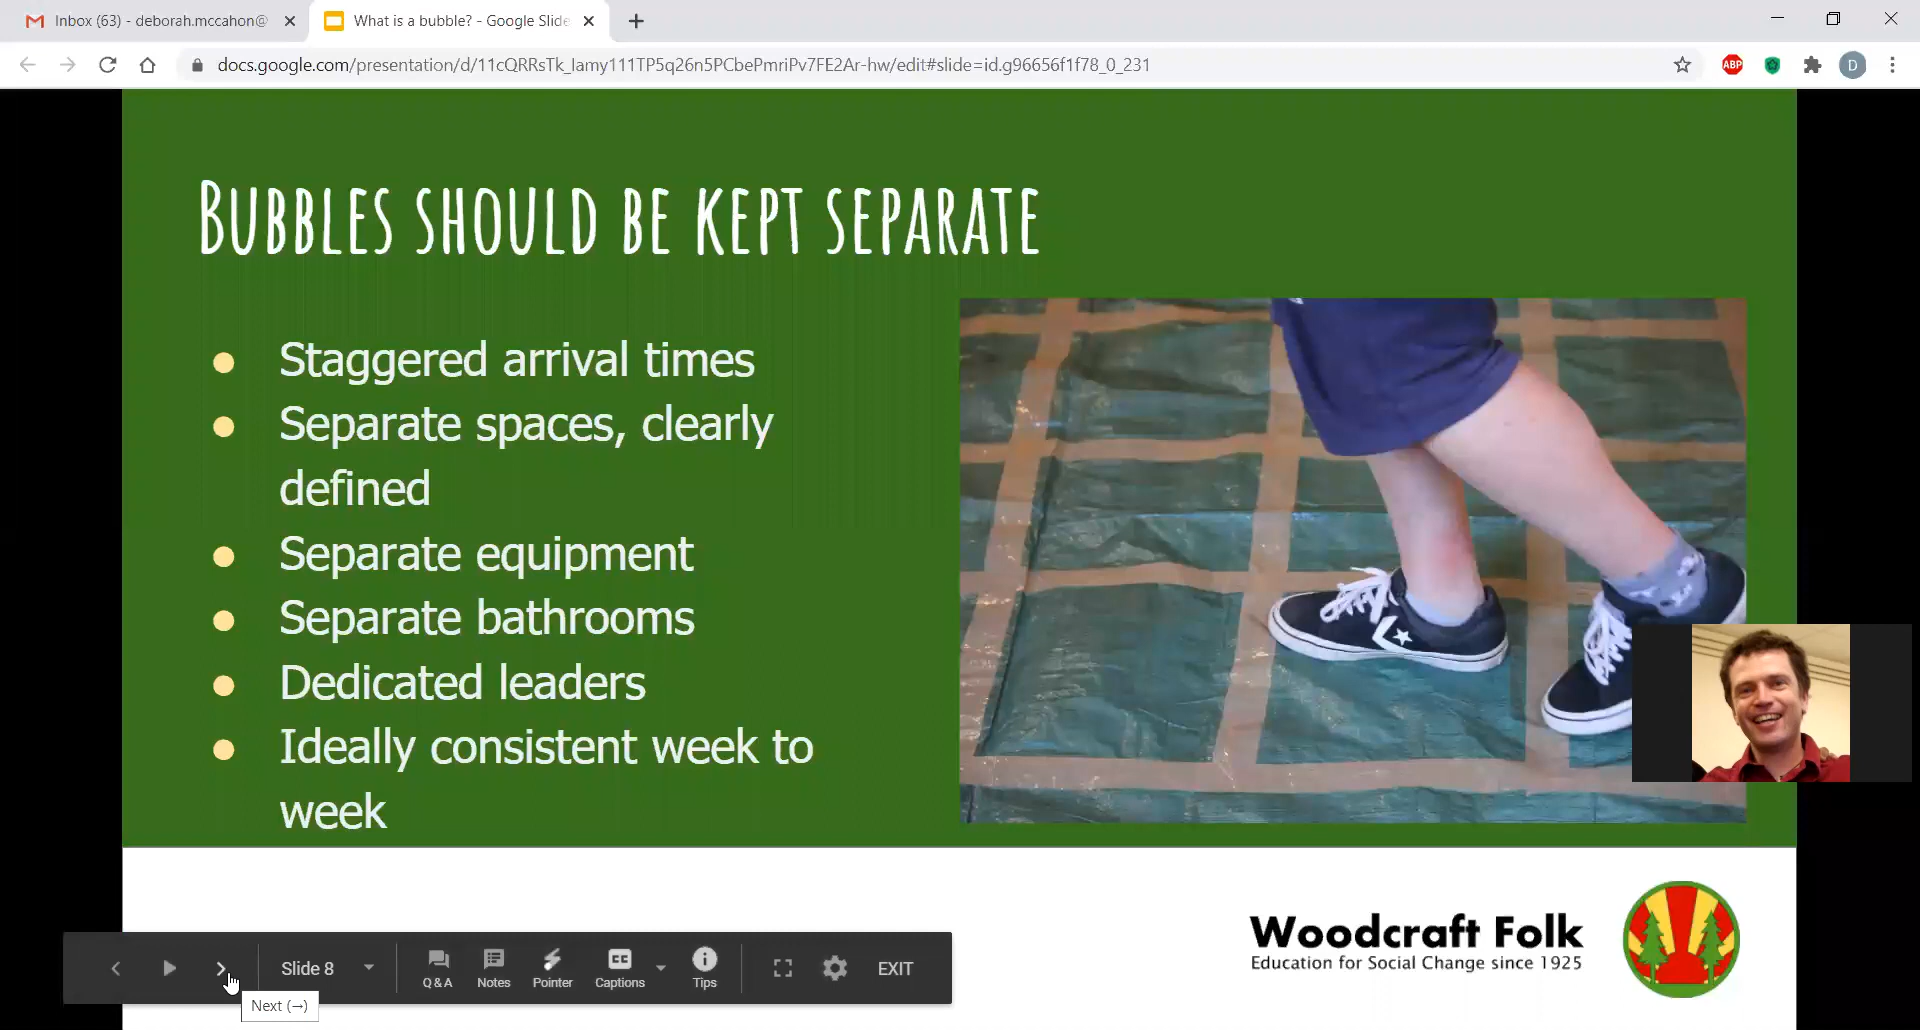 Inbox (63) - deborah.mccahon@
What is a bubble? - Google Slide
docs.google.com/presentation/d/11cQRRsTk_Iamy111TP5q26n5PCbePmriPv7FE2Ar-hw/edit#slide=id.g96656f1f78_0_231
ABP
D
Bubbles should be kept separate
● Staggered arrival times
● Separate spaces, clearly
defined
● Separate equipment
● Separate bathrooms
● Dedicated leaders
● Ideally consistent week to
week
Woodcraft Folk
Education for Social Change since 1925
Slide 8
Q & A
Notes
Pointer
CC
Captions
Tips
EXIT
Next (→)